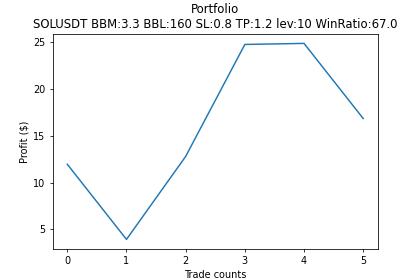 Portfolio
SOLUSDT BBM:3.3 BBL:160 SL:0.8 TP:1.2 lev:10 WinRatio:67.0
25
20
15
10
5
Profit ($)
0 1 2 3 4 5
Trade counts